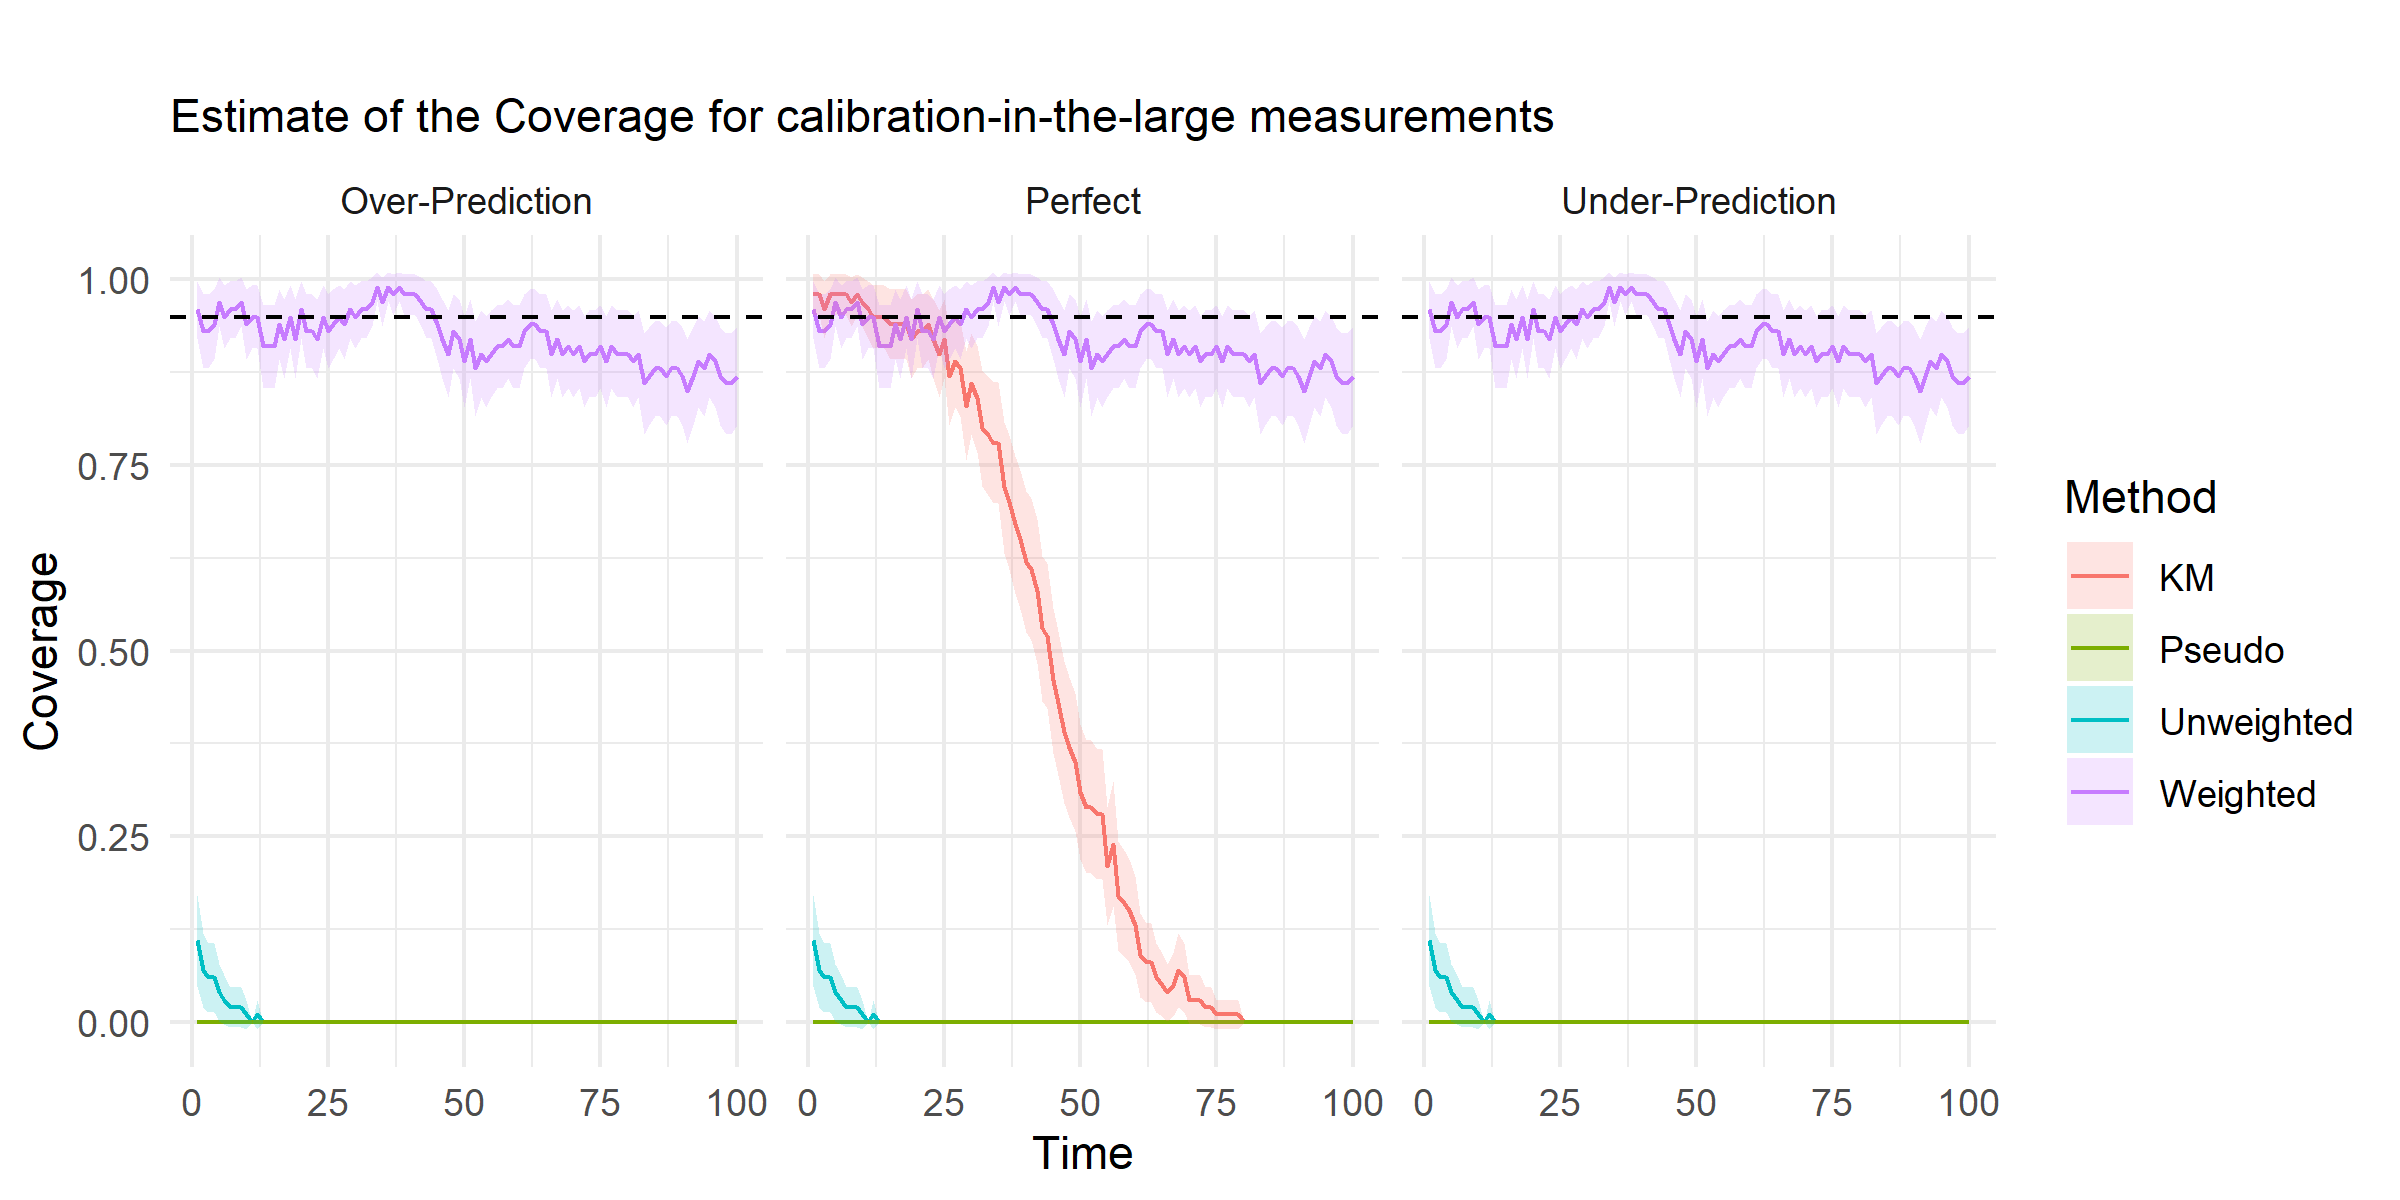 Estimate of the Coverage for calibration-in-the-large measurements
Over-Prediction Perfect Under-Prediction
1.00
0.75
0.50
0.25
0.00
Coverage
0 25 50 75 100 0 25 50 75 100 0 25 50 75 100
Time
Method
KM
Pseudo
Unweighted
Weighted